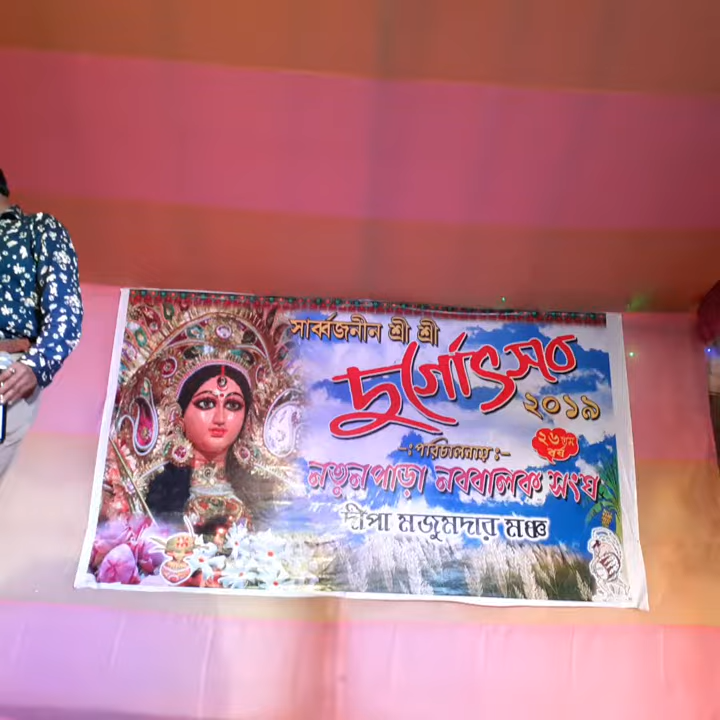 সার্ব্বজনীন শ্রী শ্রী
দুর্গোৎসব
২০১৯
২৬তম
বর্ষ
-ঃপরিচালনায়ঃ-
নতুনপাড়া নববালক সংঘ
দীপা মজুমদার মঞ্চ